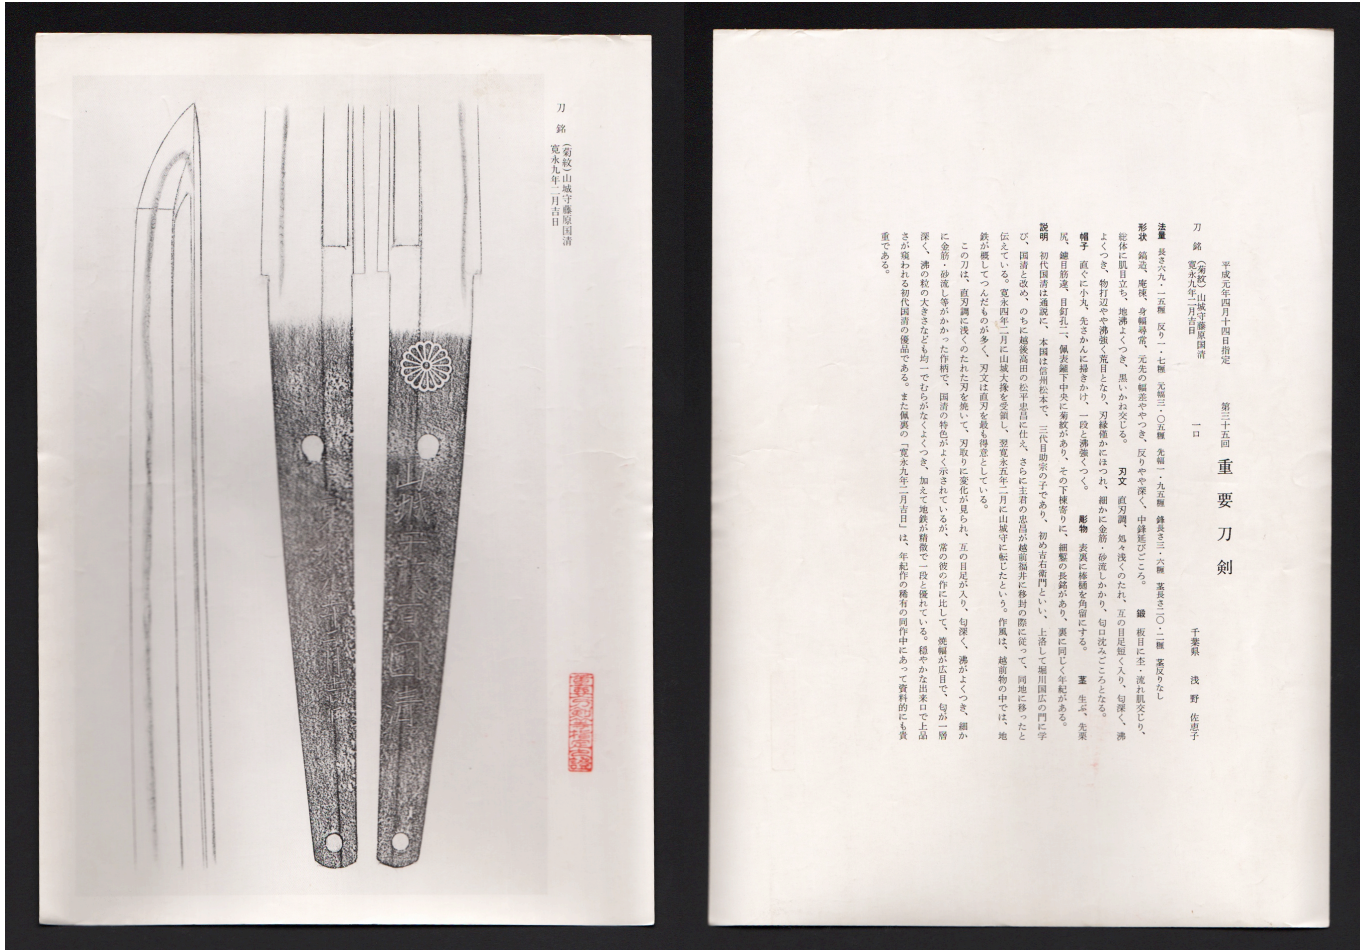 刀 銘 (菊紋)山城守藤原国清
寛永九年二月吉日
平成元年四月十四日指定 第三十五回 重要刀剣
刀 銘 (菊紋)山城守藤原国清 一口 千葉県 浅野佐恵子
寛永九年二月吉日
法量 長さ六九・一五糎 反り一・七糎 元幅三・〇五糎 先幅一・九五糎 鋒長さ三・六糎 茎長さ二〇・二糎 茎反りなし
形状 鎬造、庵棟、身幅尋常、元先の幅差ややつき、反りやや深く、中鋒延びごころ。 鍛 板目に杢・流れ肌交じり、
総体に肌目立ち、地沸よくつき、黒いかね交じる。 刃文 直刃調、処々浅くのたれ、互の目足短く入り、匂深く、沸
よくつき、物打辺やや沸強く荒目となり、刃縁僅かにほつれ、細かに金筋・砂流しかかり、匂口沈みごころとなる。
帽子 直ぐに小丸、先さかんに掃きかけ、一段と沸強くつく。 彫物 表裏に棒樋を角留にする。 茎 生ぶ、先栗
尻、鑢目筋違、目釘孔二、佩表鎺下中央に菊紋があり、その下棟寄りに、細鏨の長銘があり、裏に同じく年紀がある。
説明 初代国清は通説に、本国は信州松本で、三代目助宗の子であり、初め吉右衛門といい、上洛して堀川国広の門に学
び、国清と改め、のちに越後高田の松平忠昌に仕え、さらに主君の忠昌が越前福井に移封の際に従って、同地に移ったと
伝えている。寛永四年二月に山城大掾を受領し、翌寛永五年二月に山城守に転じたという。作風は、越前物の中では、地
鉄が概してつんだものが多く、刃文は直刃を最も得意としている。
この刀は、直刃調に浅くのたれた刃を焼いて、刃取りに変化が見られ、互の目足が入り、匂深く、沸がよくつき、細か
に金筋・砂流し等がかかった作柄で、国清の特色がよく示されているが、常の彼の作に比して、焼幅が広目で、匂が一層
深く、沸の粒の大きさなども均一でむらがなくよくつき、加えて地鉄が精微で一段と優れている。穏やかな出来口で上品
さが窺われる初代国清の優品である。また佩裏の「寛永九年二月吉日」は、年紀作の稀有の同作中にあって資料的にも貴
重である。